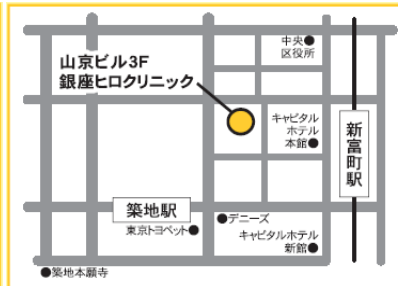 中央
区役所
山京ビル3F
銀座ヒロクリニック
キャピタル
ホテル
本館
新富町駅
築地駅
デニーズ
東京トヨペット
キャピタルホテル
新館
築地本願寺